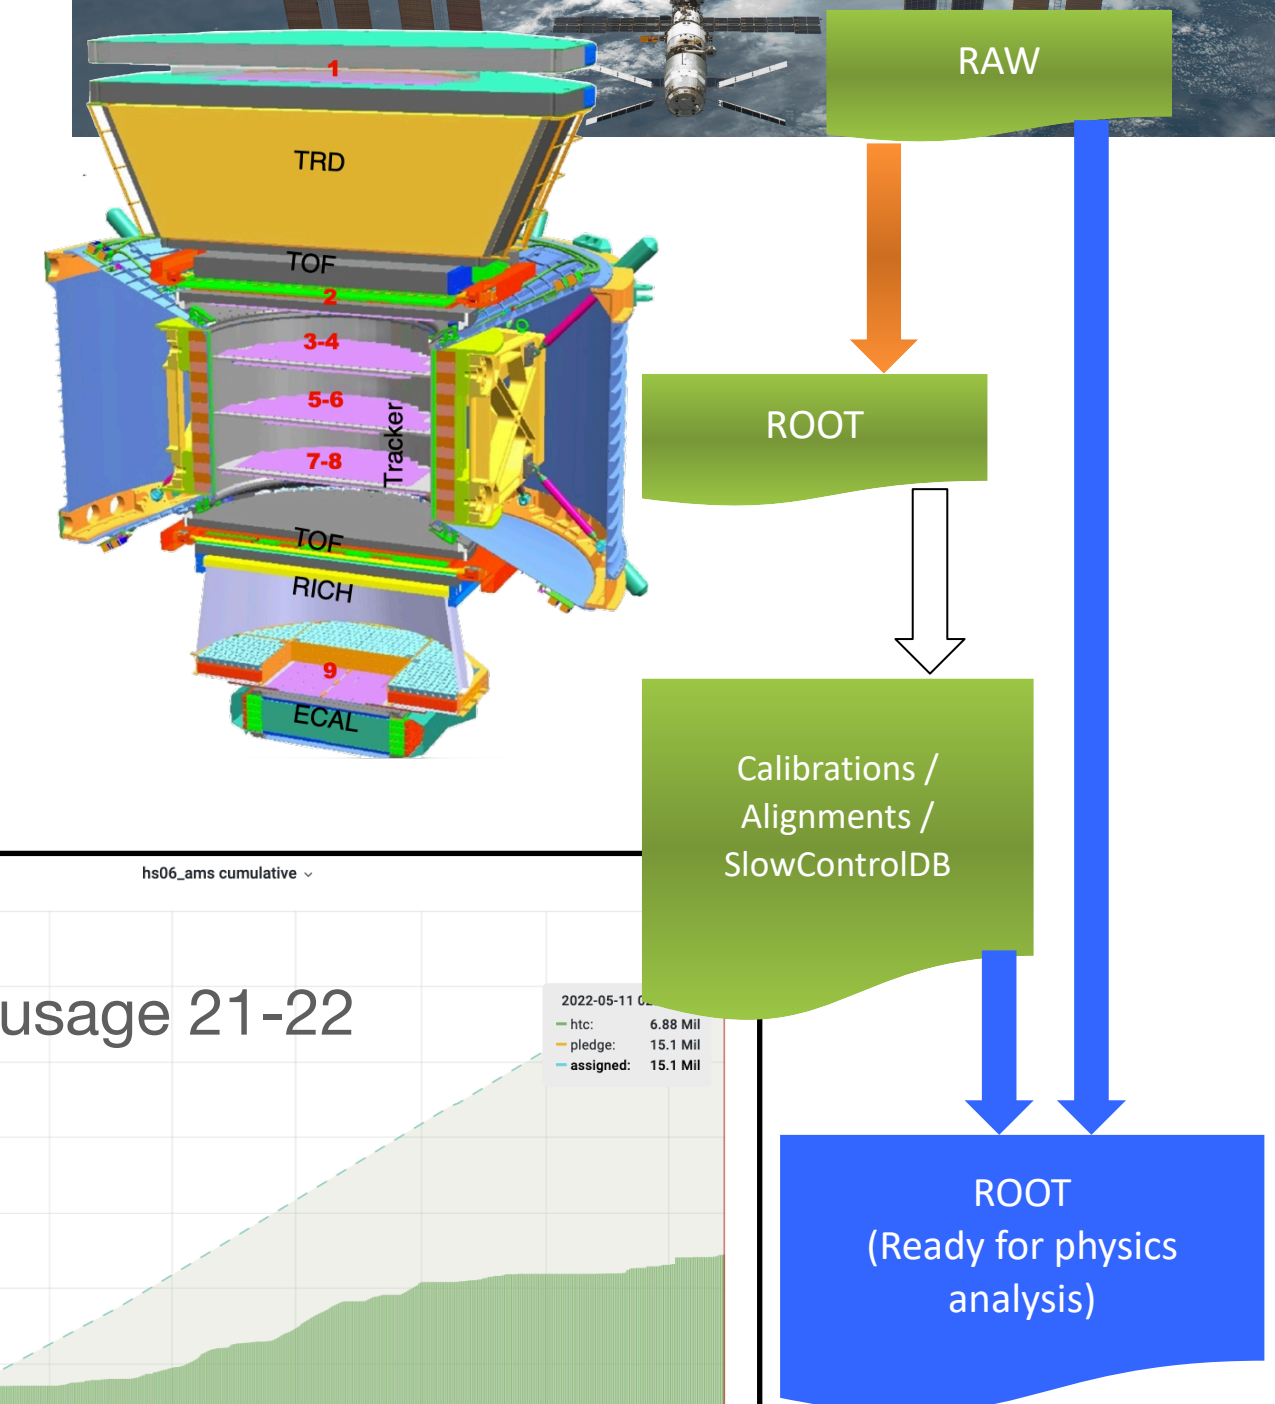 RAW
1
TRD
TOF
2
3-4
5-6
7-8
Tracker
TOF
RICH
9
ECAL
ROOT
Calibrations /
Alignments /
SlowControlDB
hs06_ams cumulative
usage 21-22
2022-05-11
htc: 6.88 Mil
pledge: 15.1 Mil
assigned: 15.1 Mil
ROOT
(Ready for physics
analysis)